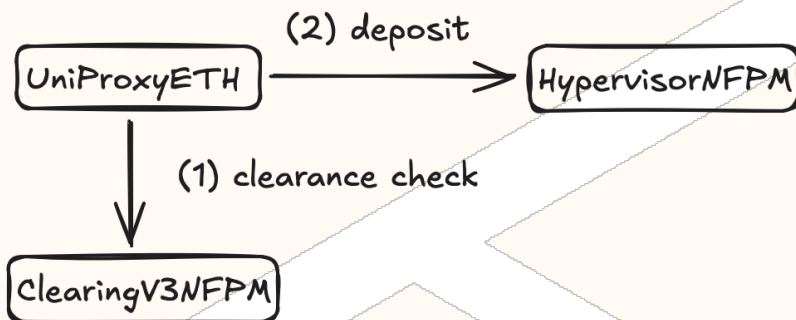 (2) deposit
UniProxyETH
HypervisorNFPM
(1) clearance check
ClearingV3NFPM